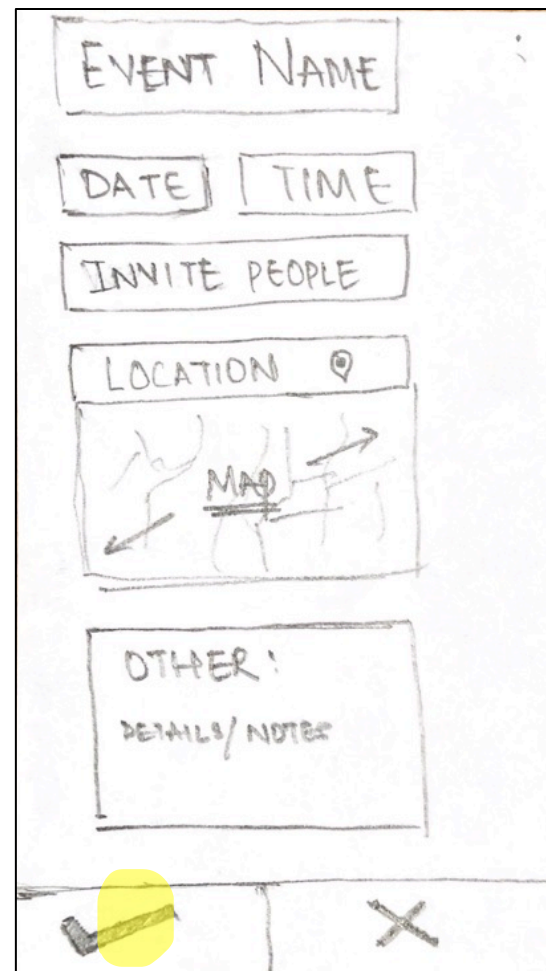 EVENT NAME
DATE TIME
INVITE PEOPLE
LOCATION
MAP
OTHER:
DETAILS/NOTES